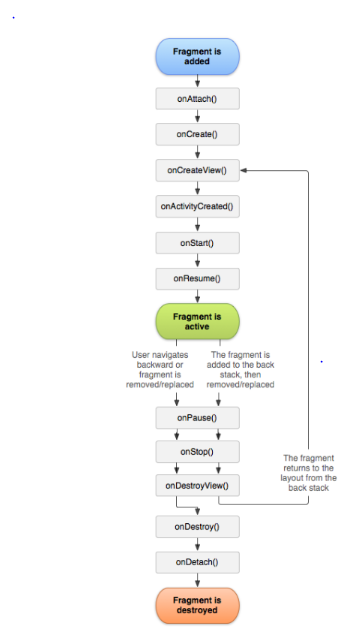 Fragment is
added
onAttach()
onCreate()
onCreateView()
onActivityCreated()
onStart()
onResume()
Fragment is
active
User navigates
backward or
fragment is
removed/replaced
The fragment is
added to the back
stack, then
removed/replaced
onPause()
onStop()
onDestroyView()
The fragment
returns to the
layout from the
back stack
onDestroy()
onDetach()
Fragment is
destroyed